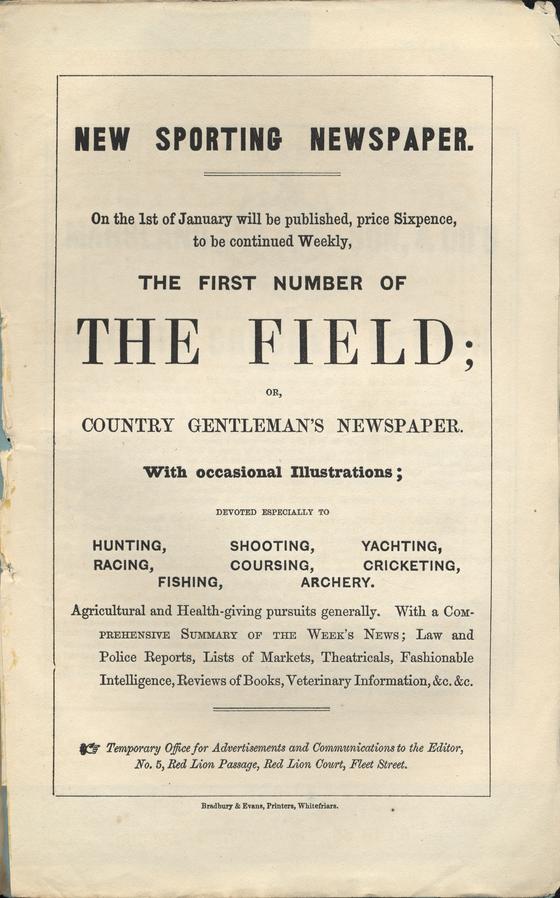 NEW SPORTING NEWSPAPER.
On the 1st of January will be published, price Sixpence,
to be continued Weekly,
THE FIRST NUMBER OF
THE FIELD;
OR,
COUNTRY GENTLEMAN'S NEWSPAPER.
With occasional Illustrations;
DEVOTED ESPECIALLY TO
HUNTING, SHOOTING, YACHTING,
RACING, COURSING, CRICKETING,
FISHING, ARCHERY.
Agricultural and Health-giving pursuits generally. With a COM-
PREHENSIVE SUMMARY OF THE WEEK'S NEWS; Law and
Police Reports, Lists of Markets, Theatricals, Fashionable
Intelligence, Reviews of Books, Veterinary Information, &c. &c.
☛ Temporary Office for Advertisements and Communications to the Editor,
No. 5, Red Lion Passage, Red Lion Court, Fleet Street.
Bradbury & Evans, Printers, Whitefriars.